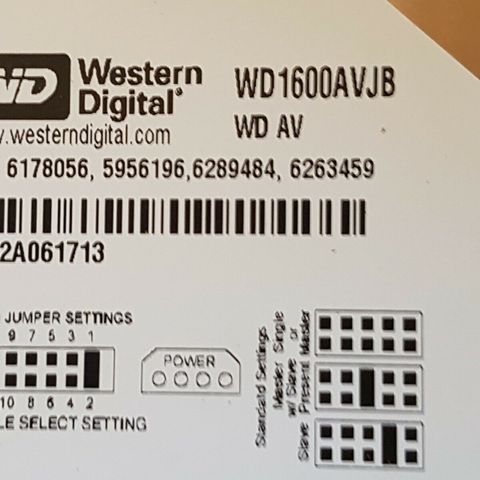 WD Western
Digital®
WD1600AVJB
WD AV
.westerndigital.com
6178056, 5956196,6289484, 6263459
2A061713
JUMPER SETTINGS
9 7 5 3 1
10 8 6 4 2
LE SELECT SETTING
POWER
Standard Settings
Single or Master
Master w/ Slave Present
Slave